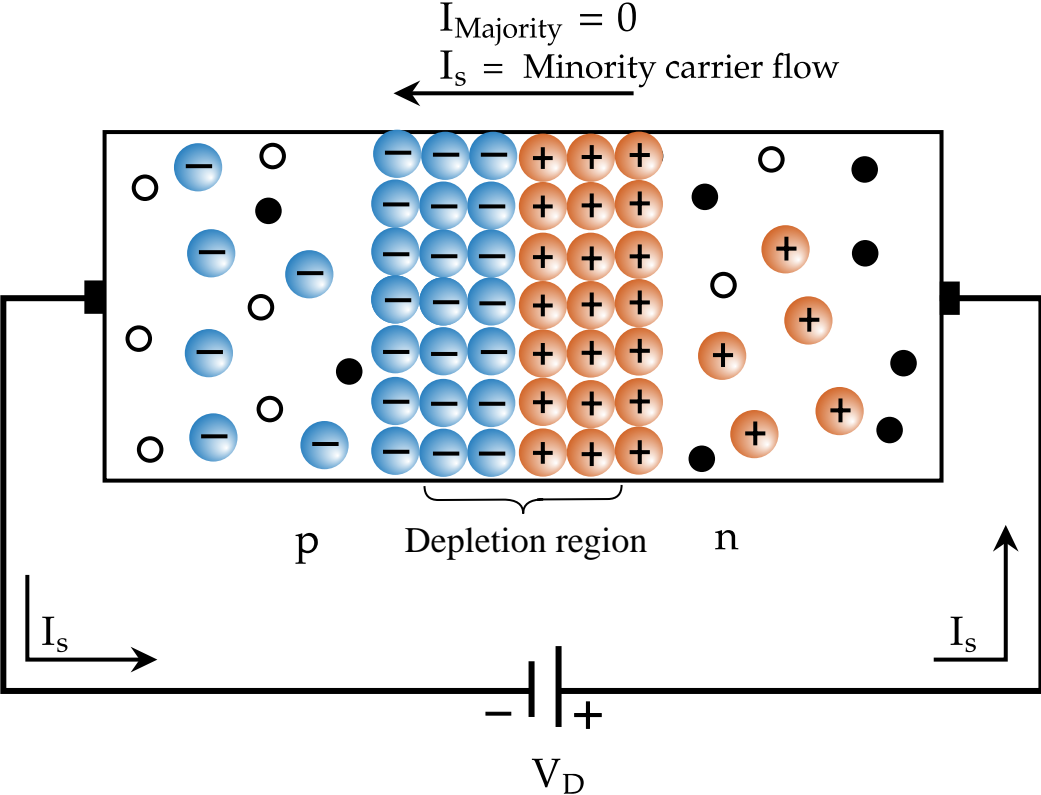 I_Majority = 0
I_s = Minority carrier flow
p
Depletion region
n
I_s
I_s
− +
V_D